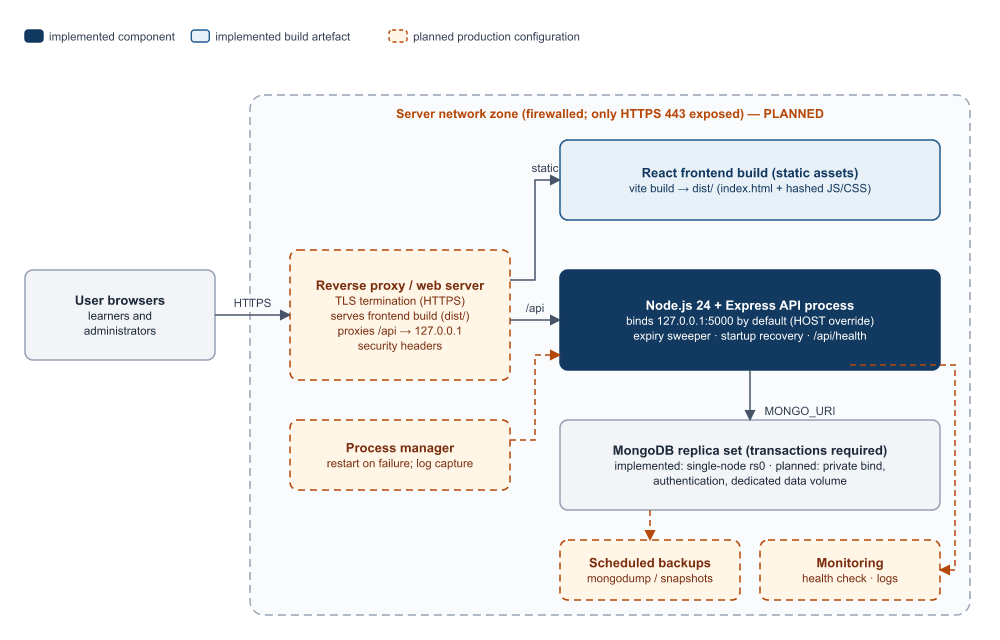 implemented component
implemented build artefact
planned production configuration
Server network zone (firewalled; only HTTPS 443 exposed) — PLANNED
static
React frontend build (static assets)
vite build → dist/ (index.html + hashed JS/CSS)
User browsers
learners and
administrators
HTTPS
Reverse proxy / web server
TLS termination (HTTPS)
serves frontend build (dist/)
proxies /api → 127.0.0.1
security headers
/api
Node.js 24 + Express API process
binds 127.0.0.1:5000 by default (HOST override)
expiry sweeper · startup recovery · /api/health
MONGO_URI
Process manager
restart on failure; log capture
MongoDB replica set (transactions required)
implemented: single-node rs0 · planned: private bind,
authentication, dedicated data volume
Scheduled backups
mongodump / snapshots
Monitoring
health check · logs